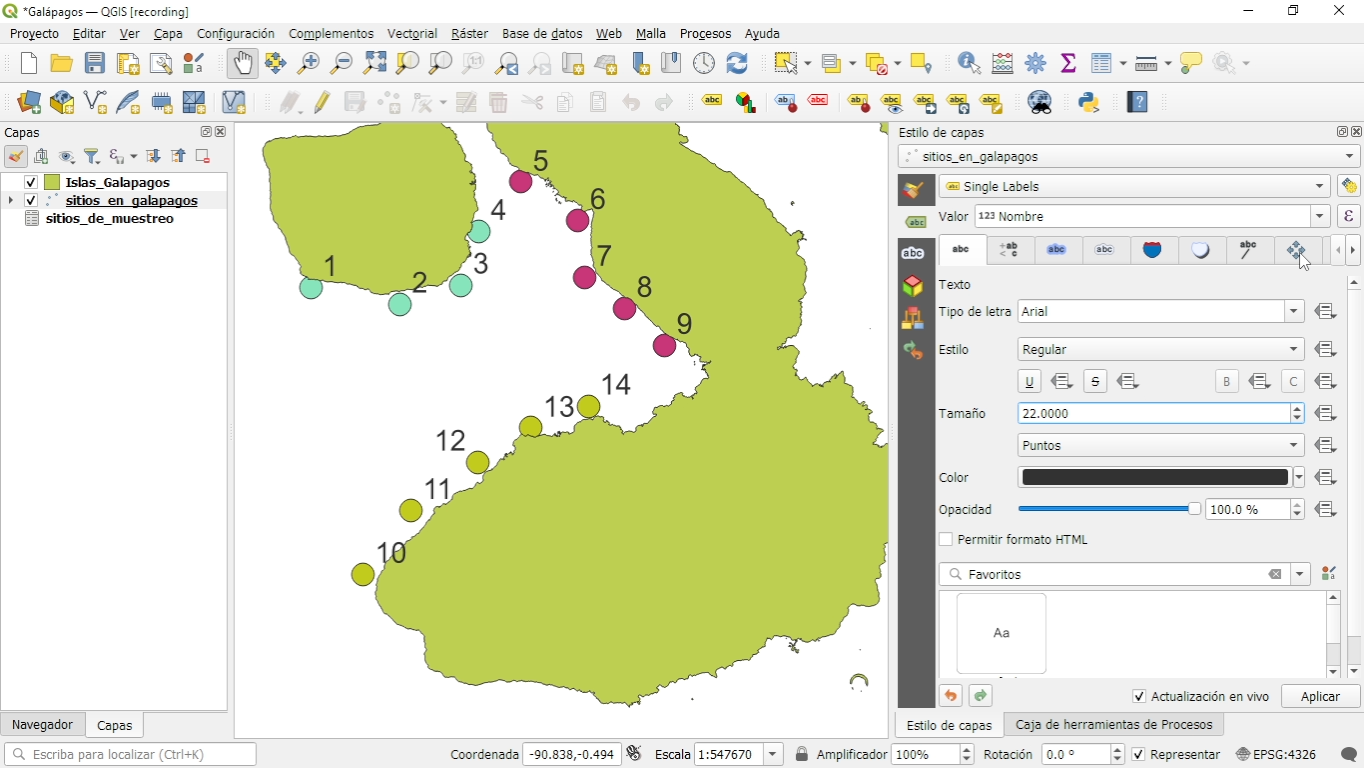 *Galápagos — QGIS [recording]
Proyecto Editar Ver Capa Configuración Complementos Vectorial Ráster Base de datos Web Malla Procesos Ayuda
Capas
Islas_Galapagos
sitios_en_galapagos
sitios_de_muestreo
1
2
3
4
5
6
7
8
9
10
11
12
13
14
Estilo de capas
sitios_en_galapagos
Single Labels
Valor 123 Nombre ε
Texto
Tipo de letra Arial
Estilo Regular
U S B C
Tamaño 22.0000
Puntos
Color
Opacidad 100.0 %
Permitir formato HTML
Favoritos
Aa
Actualización en vivo Aplicar
Navegador Capas
Estilo de capas Caja de herramientas de Procesos
Escriba para localizar (Ctrl+K) Coordenada -90.838,-0.494 Escala 1:547670 Amplificador 100% Rotación 0.0 ° Representar EPSG:4326